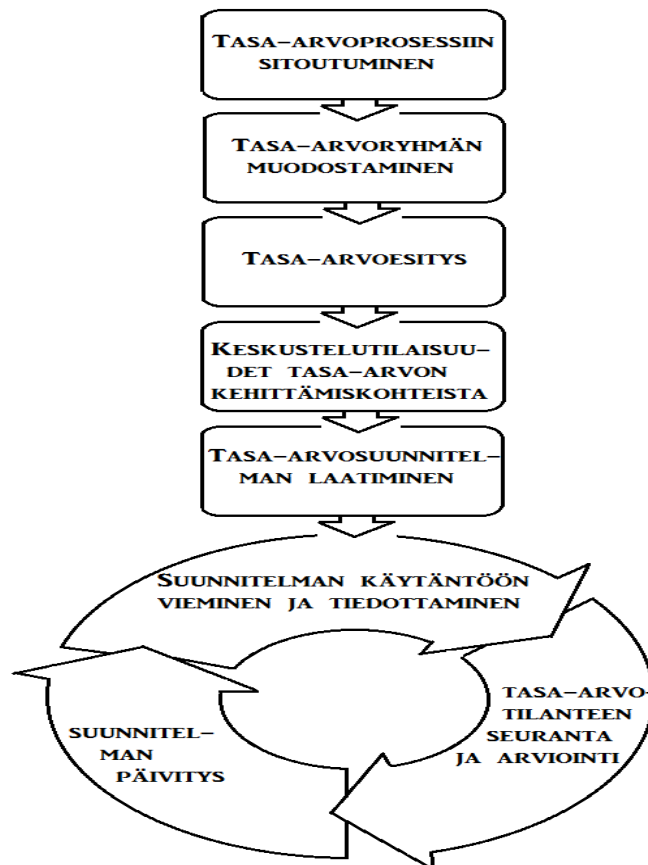 TASA-ARVOPROSESSIIN
SITOUTUMINEN
TASA-ARVORYHMÄN
MUODOSTAMINEN
TASA-ARVOESITYS
KESKUSTELUTILAISUU-
DET TASA-ARVON
KEHITTÄMISKOHTEISTA
TASA-ARVOSUUNNITEL-
MAN LAATIMINEN
SUUNNITELMAN KÄYTÄNTÖÖN
VIEMINEN JA TIEDOTTAMINEN
TASA-ARVO-
TILANTEEN
SEURANTA
JA ARVIOINTI
SUUNNITEL-
MAN
PÄIVITYS